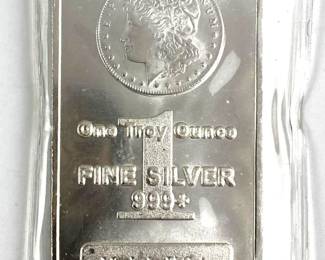 One Troy Ounce
1
FINE SILVER
999+